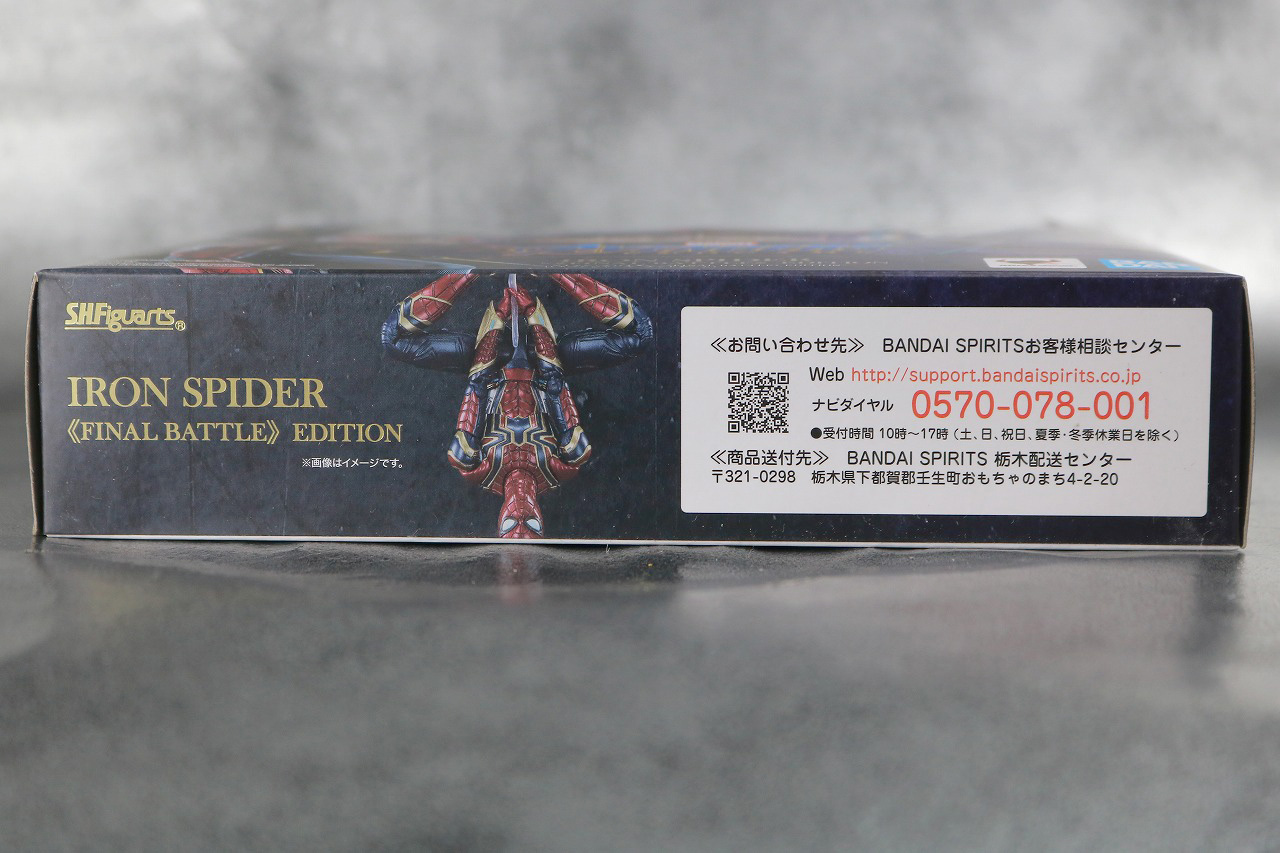 S.H.Figuarts®
IRON SPIDER
《FINAL BATTLE》 EDITION
※画像はイメージです。
≪お問い合わせ先≫ BANDAI SPIRITSお客様相談センター
Web http://support.bandaispirits.co.jp
ナビダイヤル 0570-078-001
●受付時間 10時〜17時（土、日、祝日、夏季・冬季休業日を除く）
≪商品送付先≫ BANDAI SPIRITS 栃木配送センター
〒321-0298 栃木県下都賀郡壬生町おもちゃのまち4-2-20